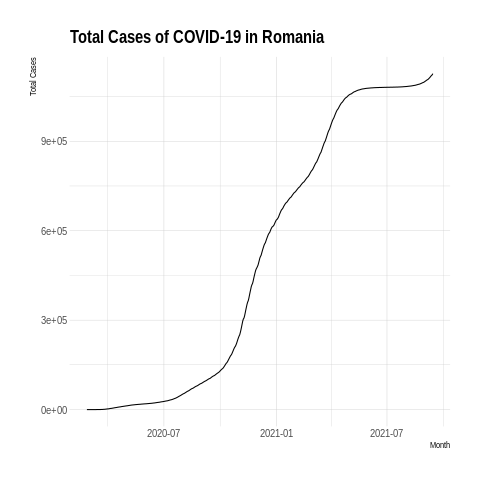 Total Cases of COVID-19 in Romania
Total Cases
9e+05
6e+05
3e+05
0e+00
2020-07
2021-01
2021-07
Month